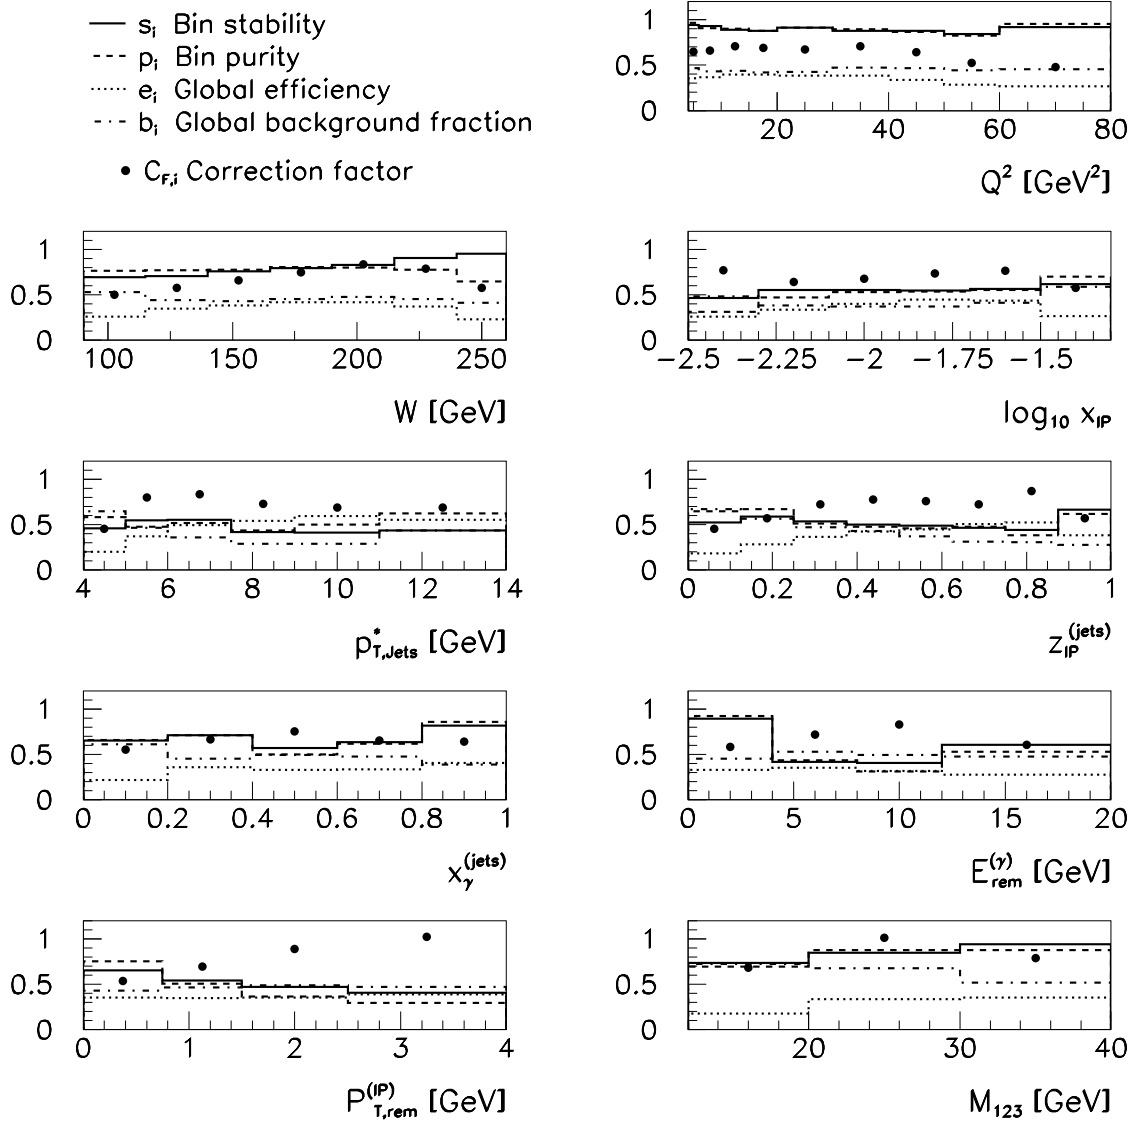 s_i Bin stability
p_i Bin purity
e_i Global efficiency
b_i Global background fraction
C_F,i Correction factor
1
0.5
0
20 40 60 80
Q^2 [GeV^2]
1
0.5
0
100 150 200 250
W [GeV]
1
0.5
0
−2.5 −2.25 −2 −1.75 −1.5
log_10 x_IP
1
0.5
0
4 6 8 10 12 14
p*_T,Jets [GeV]
1
0.5
0
0 0.2 0.4 0.6 0.8 1
z_IP^(jets)
1
0.5
0
0 0.2 0.4 0.6 0.8 1
x_γ^(jets)
1
0.5
0
0 5 10 15 20
E_rem^(γ) [GeV]
1
0.5
0
0 1 2 3 4
P_T,rem^(IP) [GeV]
1
0.5
0
20 30 40
M_123 [GeV]